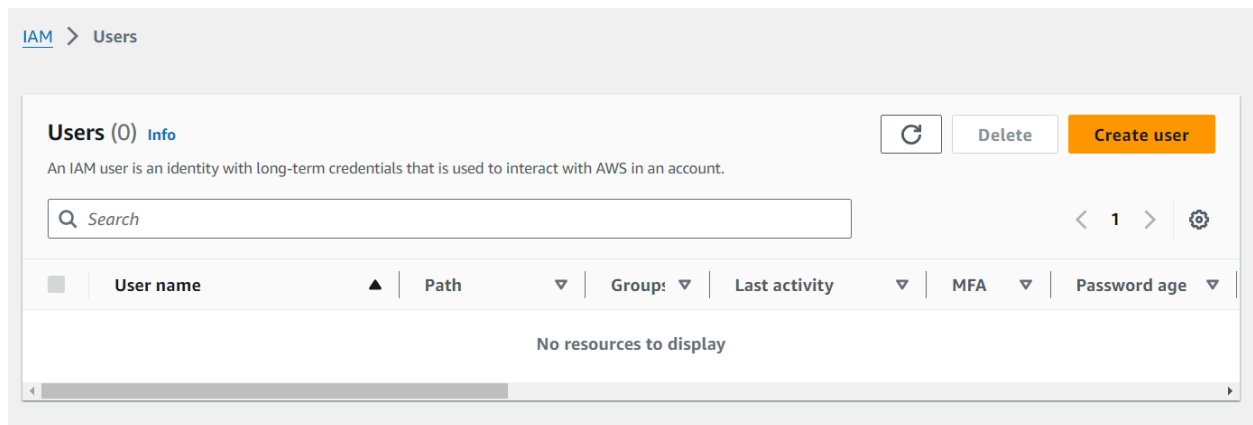 IAM > Users
Users (0) Info
Delete
Create user
An IAM user is an identity with long-term credentials that is used to interact with AWS in an account.
Search
1
User name Path Groups Last activity MFA Password age
No resources to display